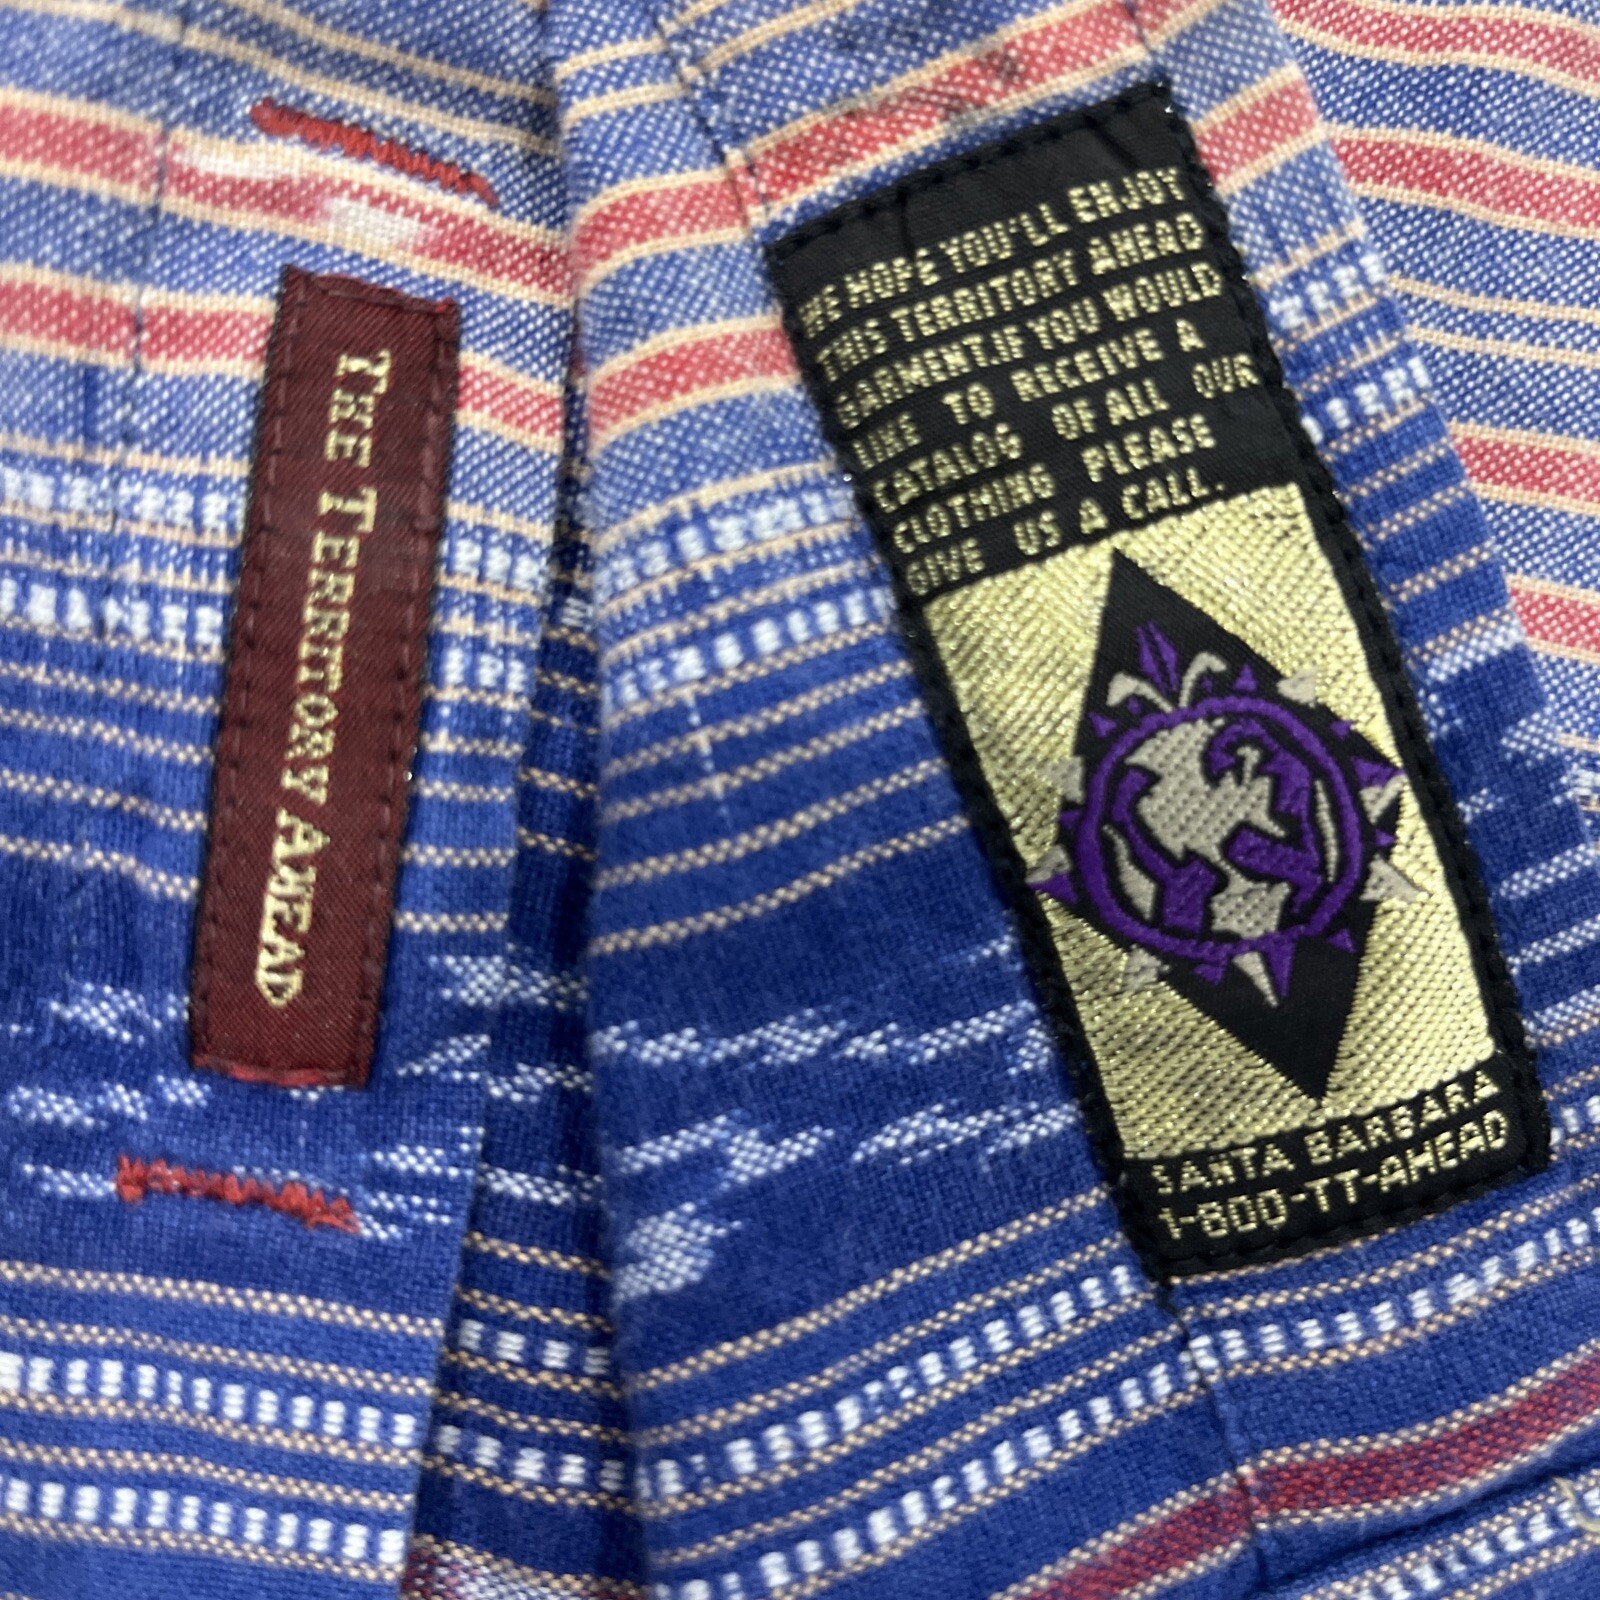 THE TERRITORY AHEAD
WE HOPE YOU'LL ENJOY
THIS TERRITORY AHEAD
GARMENT.IF YOU WOULD
LIKE TO RECEIVE A
CATALOG OF ALL OUR
CLOTHING PLEASE
GIVE US A CALL.
SANTA BARBARA
1-800-TT-AHEAD